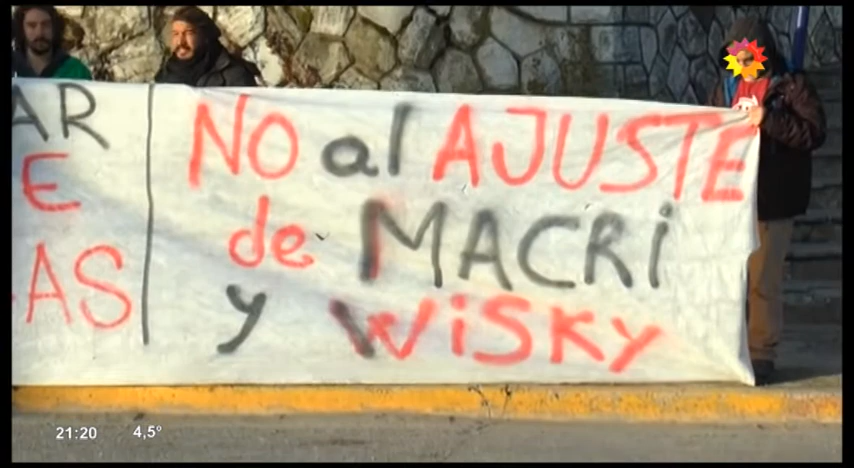 AR
E
AS
NO al AJUSTE
de MACRi
y WiSKY
21:20 4,5°